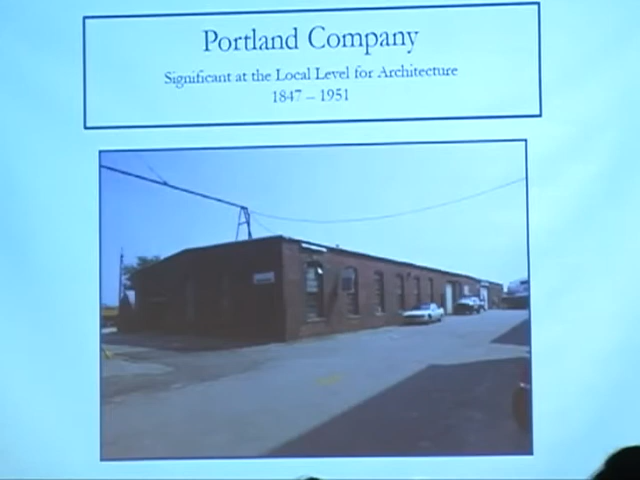 Portland Company
Significant at the Local Level for Architecture
1847 – 1951